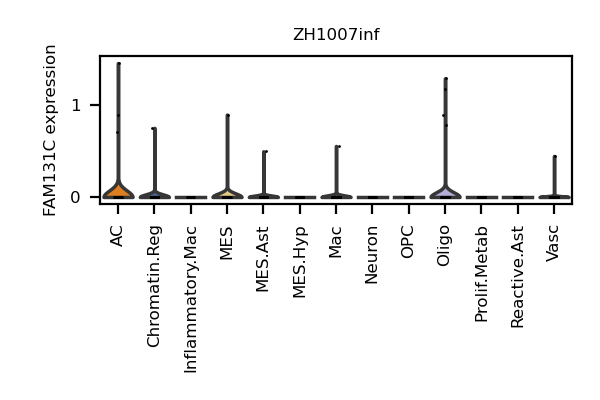 ZH1007inf
FAM131C expression
1
0
AC
Chromatin.Reg
Inflammatory.Mac
MES
MES.Ast
MES.Hyp
Mac
Neuron
OPC
Oligo
Prolif.Metab
Reactive.Ast
Vasc